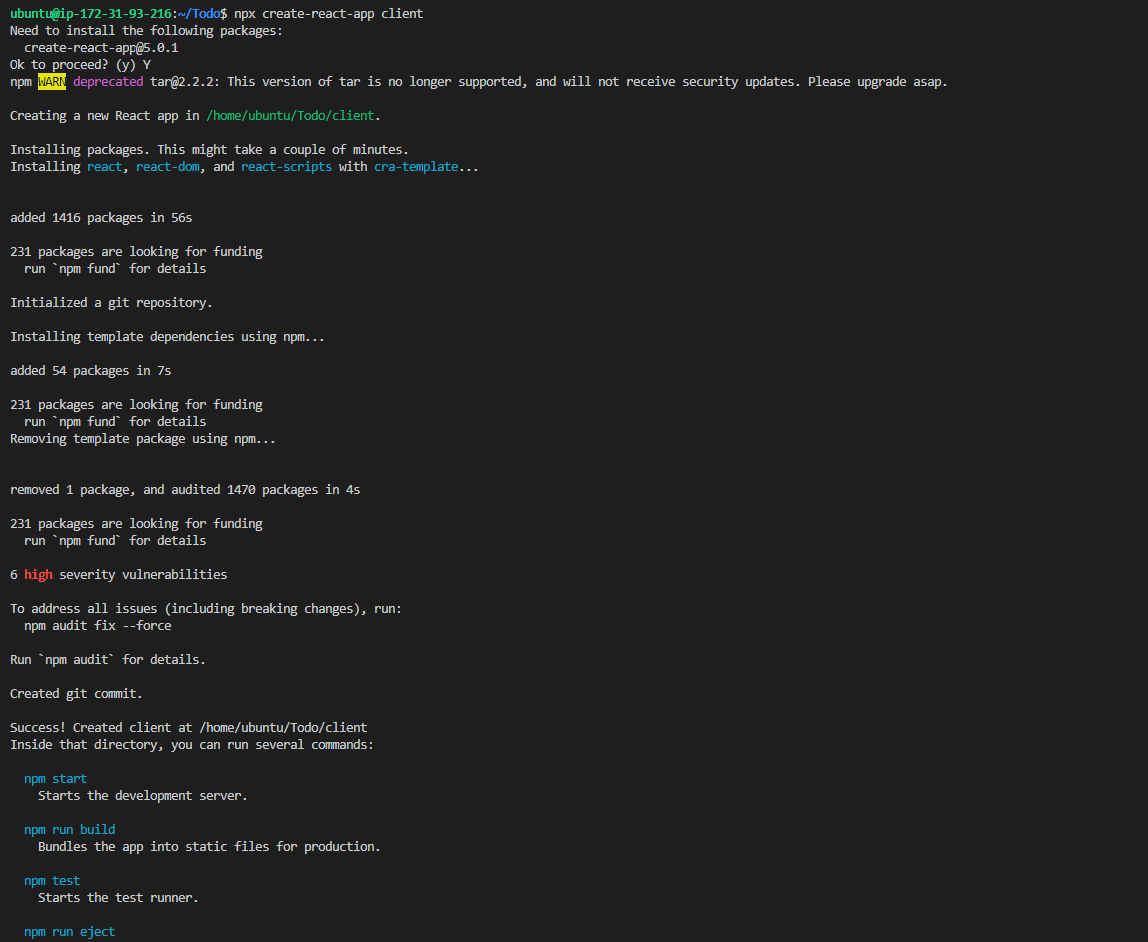 ubuntu@ip-172-31-93-216:~/Todo$ npx create-react-app client
Need to install the following packages:
  create-react-app@5.0.1
Ok to proceed? (y) Y
npm WARN deprecated tar@2.2.2: This version of tar is no longer supported, and will not receive security updates. Please upgrade asap.

Creating a new React app in /home/ubuntu/Todo/client.

Installing packages. This might take a couple of minutes.
Installing react, react-dom, and react-scripts with cra-template...


added 1416 packages in 56s

231 packages are looking for funding
  run `npm fund` for details

Initialized a git repository.

Installing template dependencies using npm...

added 54 packages in 7s

231 packages are looking for funding
  run `npm fund` for details
Removing template package using npm...


removed 1 package, and audited 1470 packages in 4s

231 packages are looking for funding
  run `npm fund` for details

6 high severity vulnerabilities

To address all issues (including breaking changes), run:
  npm audit fix --force

Run `npm audit` for details.

Created git commit.

Success! Created client at /home/ubuntu/Todo/client
Inside that directory, you can run several commands:

  npm start
    Starts the development server.

  npm run build
    Bundles the app into static files for production.

  npm test
    Starts the test runner.

  npm run eject